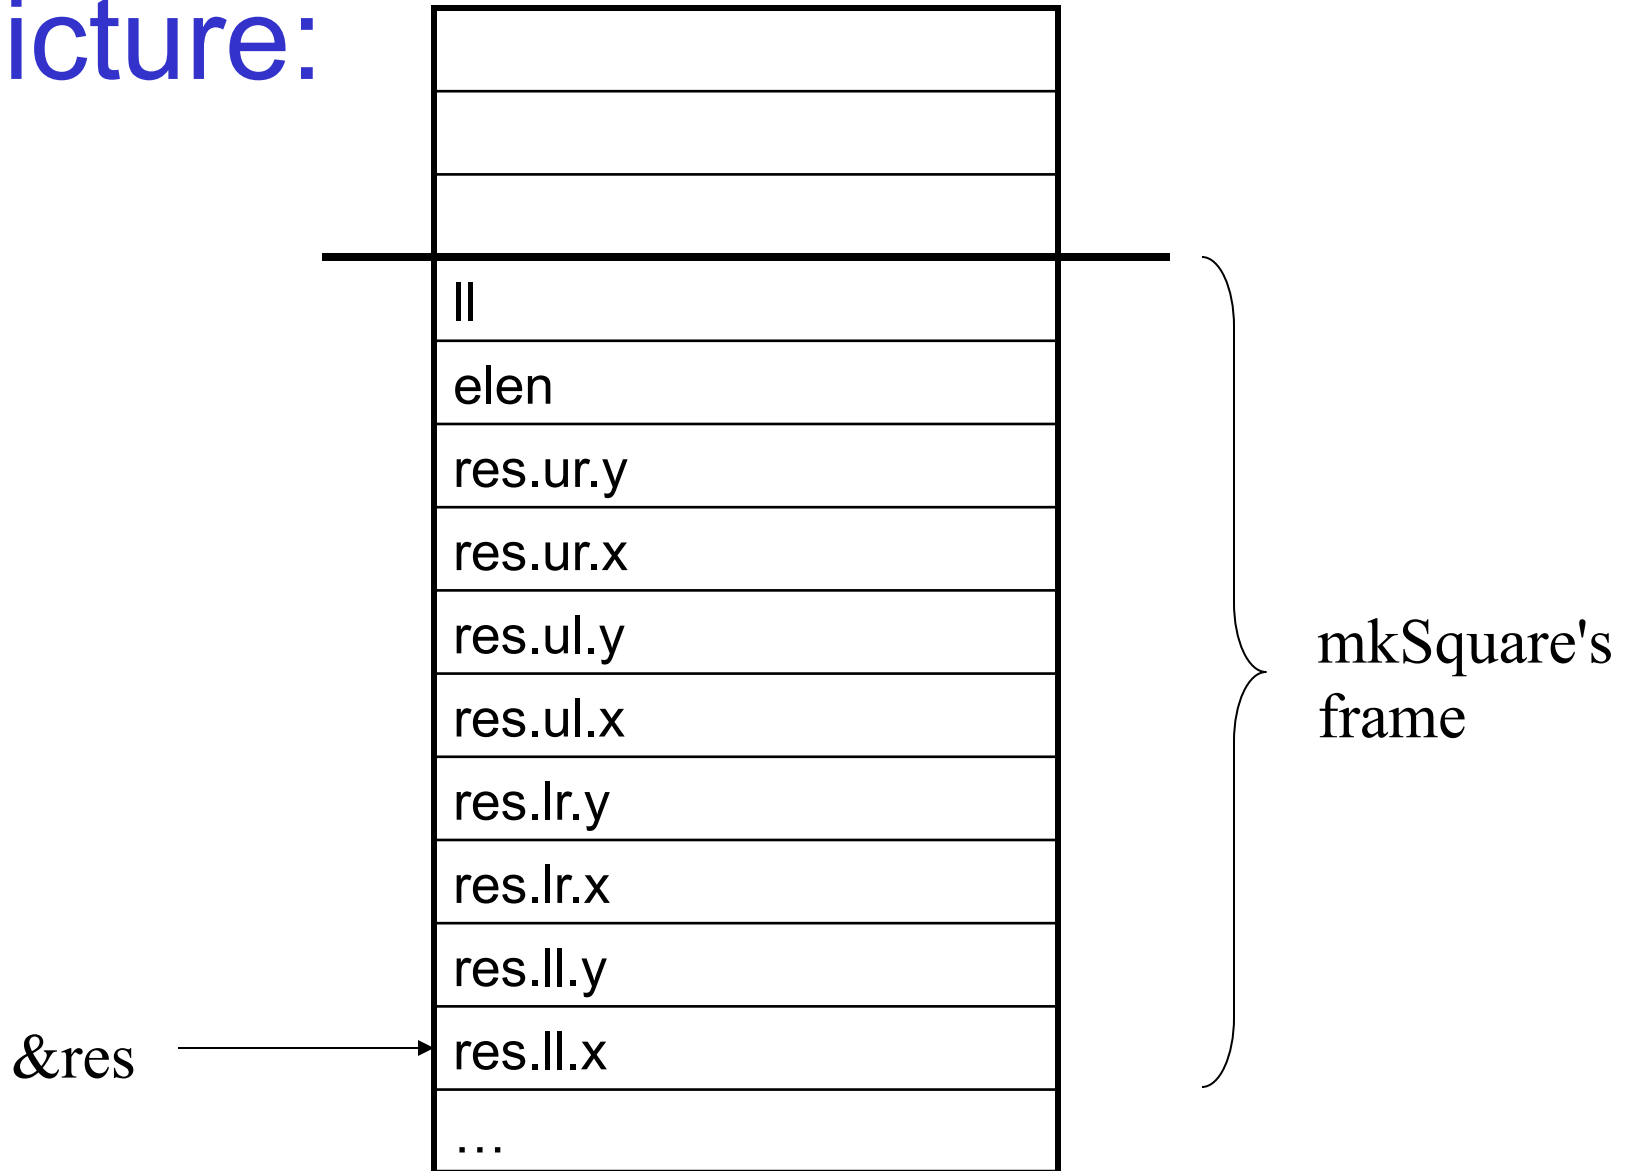 icture:
ll
elen
res.ur.y
res.ur.x
res.ul.y
res.ul.x
res.lr.y
res.lr.x
res.ll.y
res.ll.x
…
&res
mkSquare's
frame